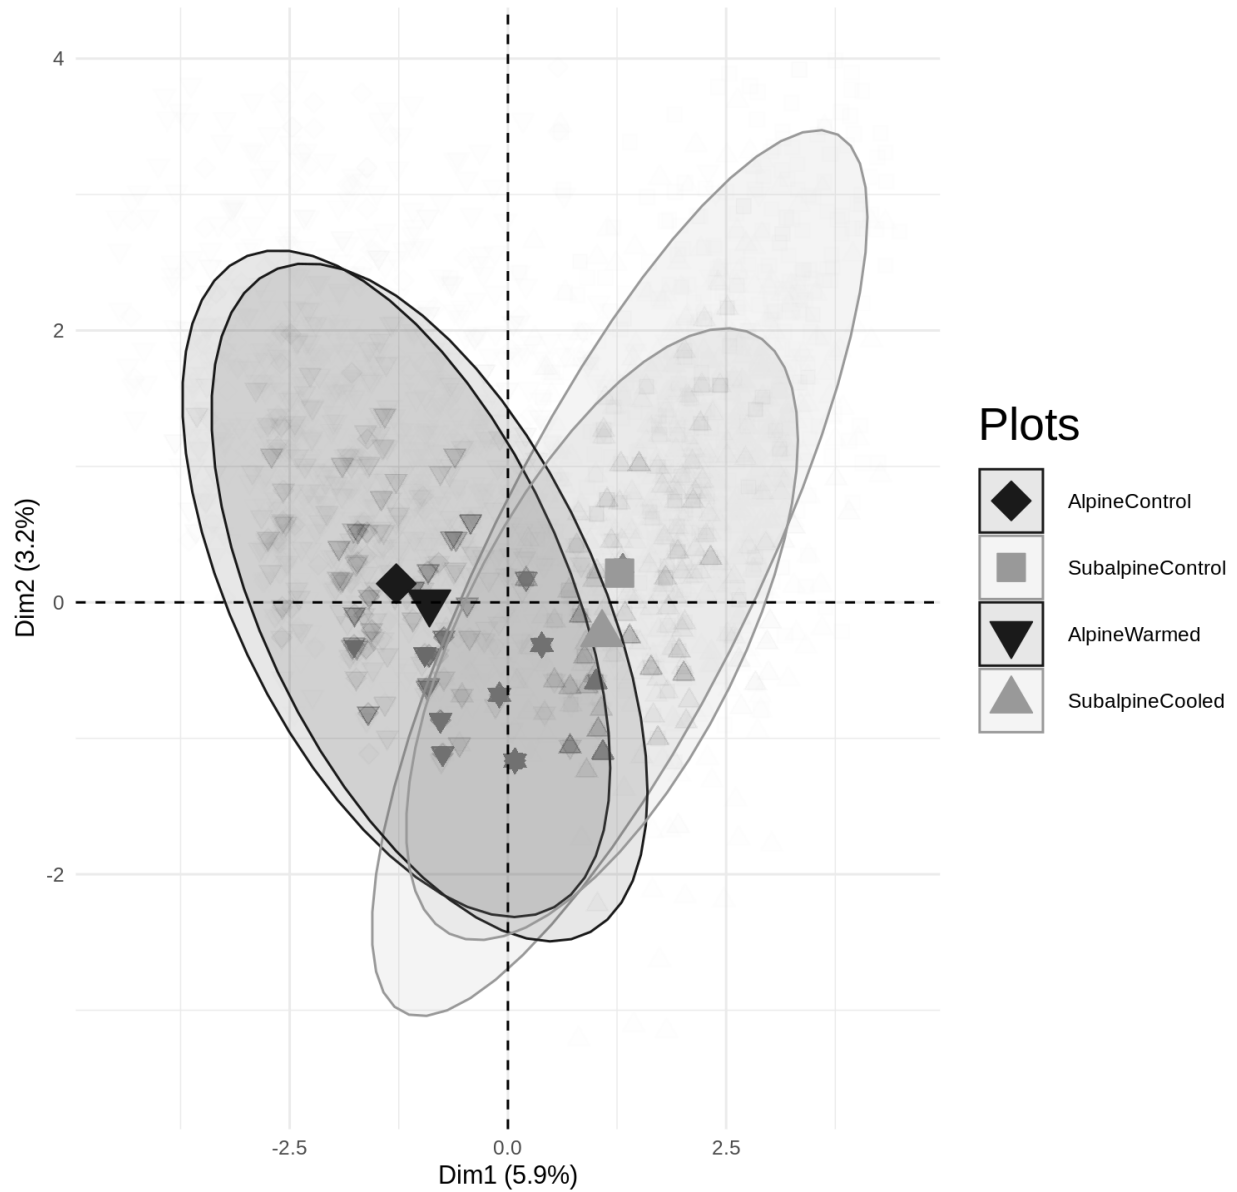 4
2
0
-2
Dim2 (3.2%)
-2.5
0.0
2.5
Dim1 (5.9%)
Plots
AlpineControl
SubalpineControl
AlpineWarmed
SubalpineCooled